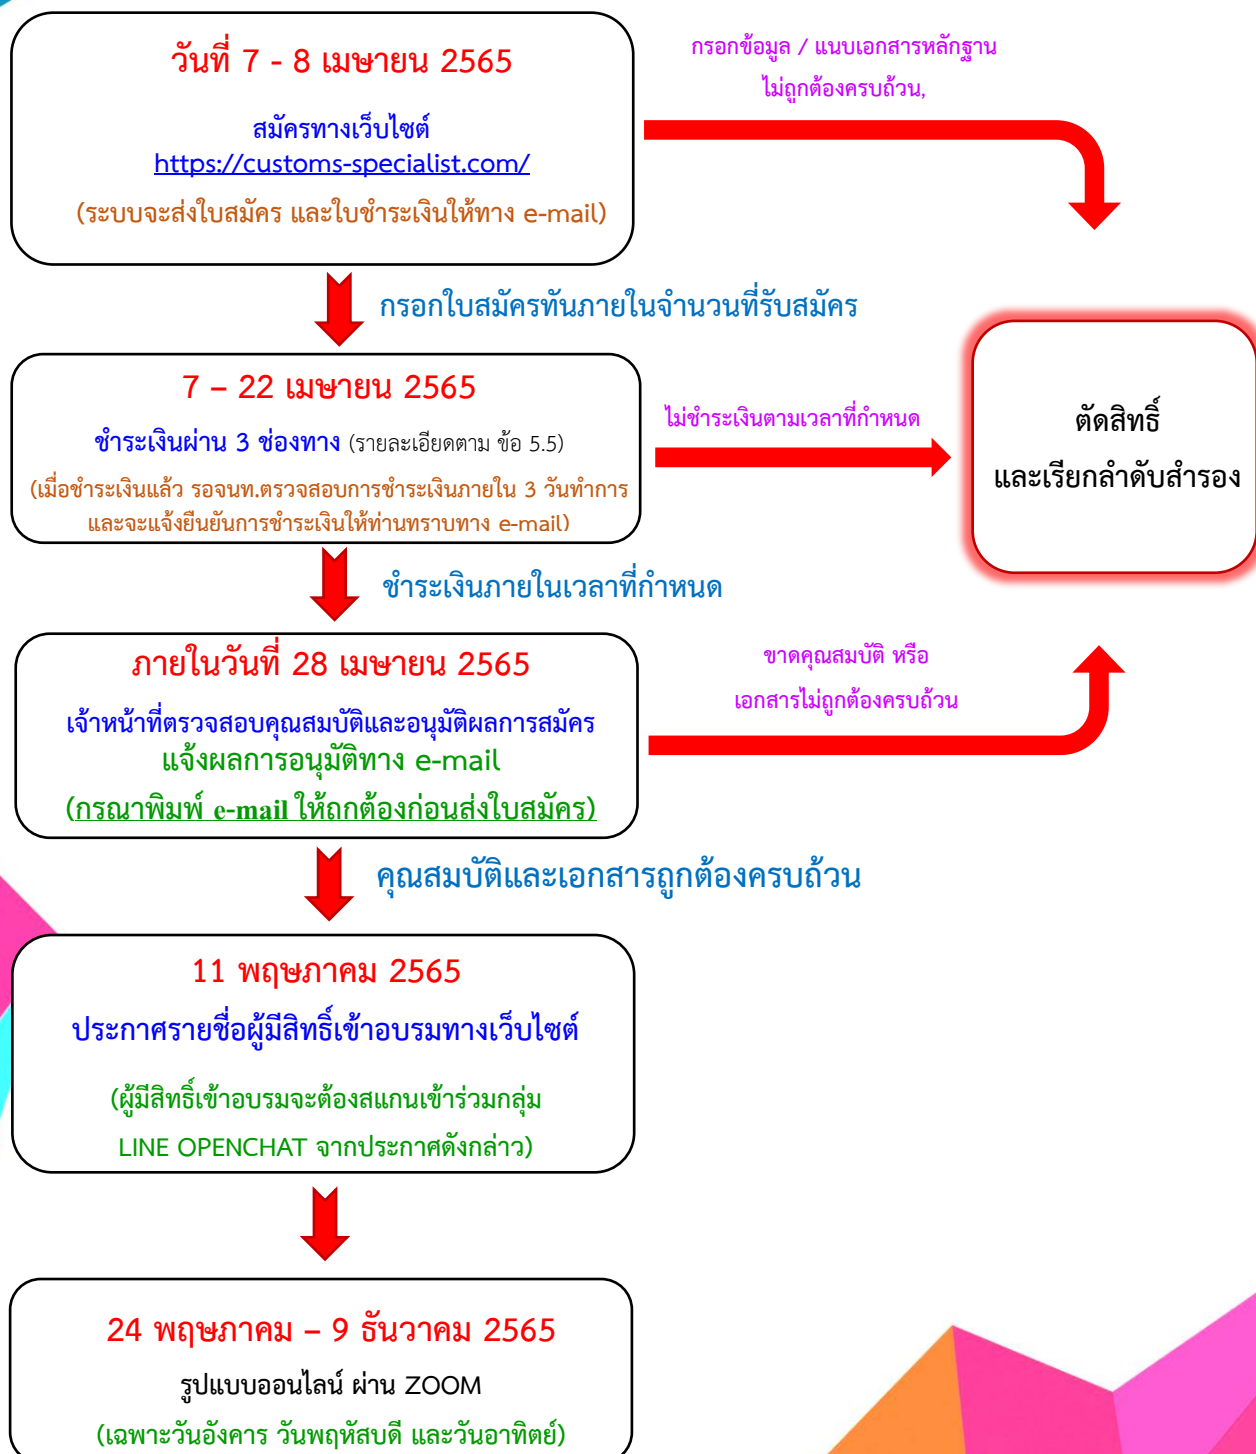 วันที่ 7 - 8 เมษายน 2565
สมัครทางเว็บไซต์
https://customs-specialist.com/
(ระบบจะส่งใบสมัคร และใบชำระเงินให้ทาง e-mail)
กรอกข้อมูล / แนบเอกสารหลักฐาน
ไม่ถูกต้องครบถ้วน,
กรอกใบสมัครทันภายในจำนวนที่รับสมัคร
7 – 22 เมษายน 2565
ชำระเงินผ่าน 3 ช่องทาง (รายละเอียดตาม ข้อ 5.5)
(เมื่อชำระเงินแล้ว รอจนท.ตรวจสอบการชำระเงินภายใน 3 วันทำการ
และจะแจ้งยืนยันการชำระเงินให้ท่านทราบทาง e-mail)
ไม่ชำระเงินตามเวลาที่กำหนด
ตัดสิทธิ์
และเรียกลำดับสำรอง
ชำระเงินภายในเวลาที่กำหนด
ภายในวันที่ 28 เมษายน 2565
เจ้าหน้าที่ตรวจสอบคุณสมบัติและอนุมัติผลการสมัคร
แจ้งผลการอนุมัติทาง e-mail
(กรุณาพิมพ์ e-mail ให้ถูกต้องก่อนส่งใบสมัคร)
ขาดคุณสมบัติ หรือ
เอกสารไม่ถูกต้องครบถ้วน
คุณสมบัติและเอกสารถูกต้องครบถ้วน
11 พฤษภาคม 2565
ประกาศรายชื่อผู้มีสิทธิ์เข้าอบรมทางเว็บไซต์
(ผู้มีสิทธิ์เข้าอบรมจะต้องสแกนเข้าร่วมกลุ่ม
LINE OPENCHAT จากประกาศดังกล่าว)
24 พฤษภาคม – 9 ธันวาคม 2565
รูปแบบออนไลน์ ผ่าน ZOOM
(เฉพาะวันอังคาร วันพฤหัสบดี และวันอาทิตย์)